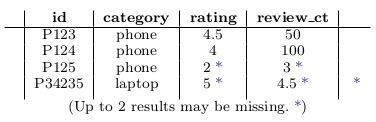 id category rating review_ct
P123 phone 4.5 50
P124 phone 4 100
P125 phone 2 * 3 *
P34235 laptop 5 * 4.5 * *
(Up to 2 results may be missing. *)